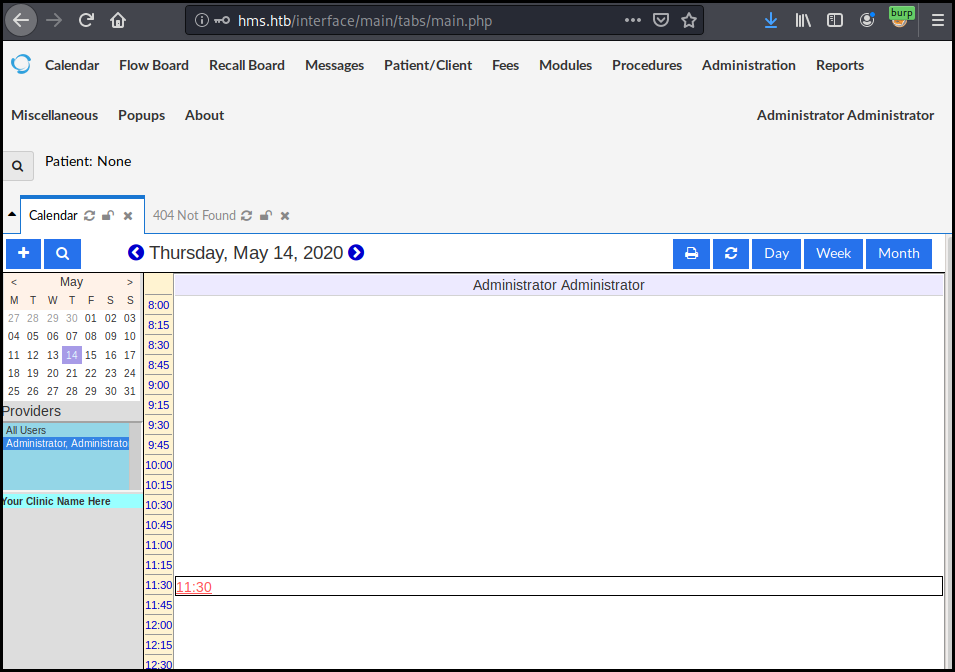 hms.htb/interface/main/tabs/main.php
burp
Calendar Flow Board Recall Board Messages Patient/Client Fees Modules Procedures Administration Reports
Miscellaneous Popups About Administrator Administrator
Patient: None
Calendar 404 Not Found
Thursday, May 14, 2020 Day Week Month
< May >
M T W T F S S
27 28 29 30 01 02 03
04 05 06 07 08 09 10
11 12 13 14 15 16 17
18 19 20 21 22 23 24
25 26 27 28 29 30 31
Providers
All Users
Administrator, Administrato
Your Clinic Name Here
Administrator Administrator
8:00
8:15
8:30
8:45
9:00
9:15
9:30
9:45
10:00
10:15
10:30
10:45
11:00
11:15
11:30 11:30
11:45
12:00
12:15
12:30